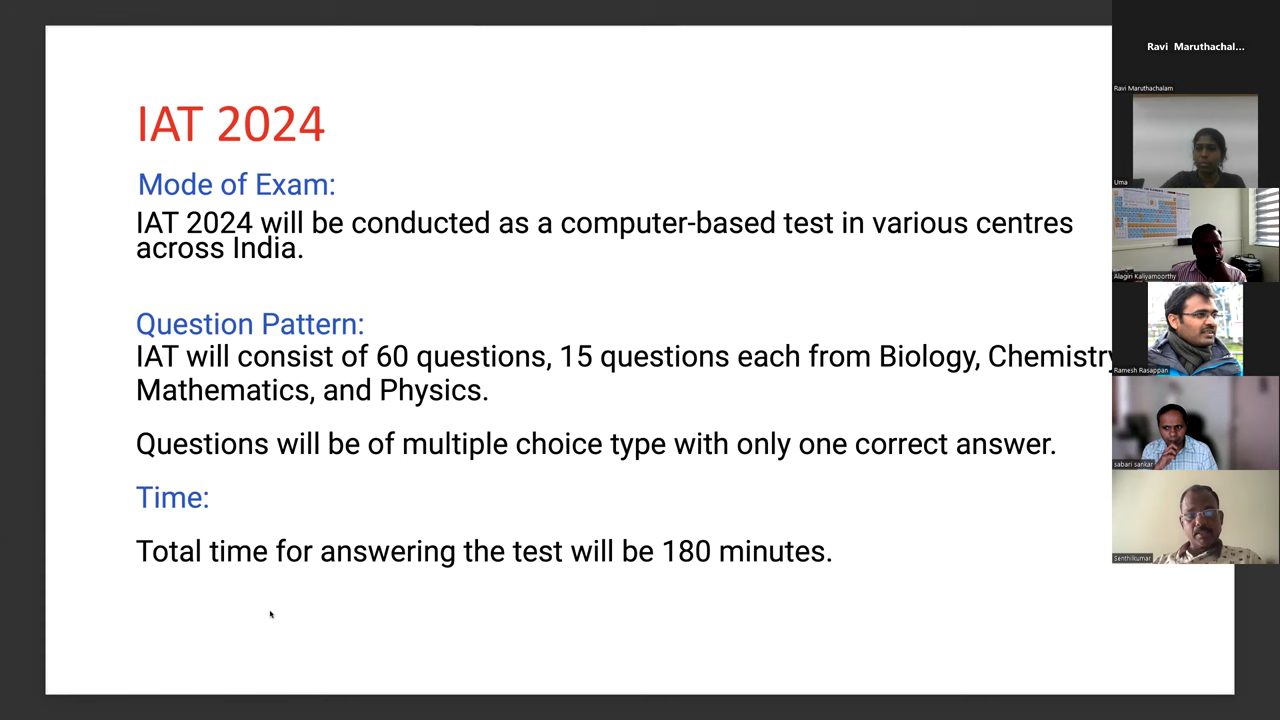 IAT 2024
Mode of Exam:
IAT 2024 will be conducted as a computer-based test in various centres
across India.
Question Pattern:
IAT will consist of 60 questions, 15 questions each from Biology, Chemistry
Mathematics, and Physics.
Questions will be of multiple choice type with only one correct answer.
Time:
Total time for answering the test will be 180 minutes.
Ravi Maruthachal...
Ravi Maruthachalam
Uma
Alagiri Kaliyamoorthy
Ramesh Rasappan
sabari sankar
Senthilkumar